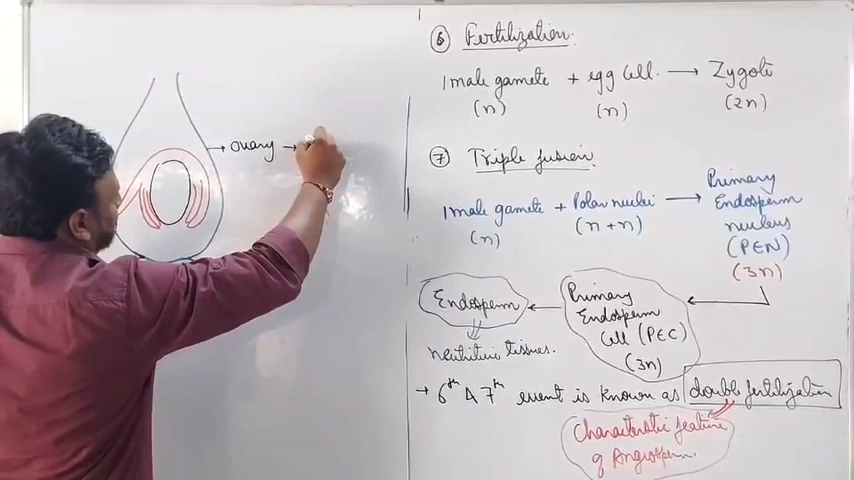 → Ovary →
⑥ Fertilization:
1 male gamete + egg Cell. → Zygote
(n) (n) (2n)
⑦ Triple fusion:
1 male gamete + Polar nuclei → Primary Endosperm nucleus (PEN)
(n) (n+n) (3n)
Endosperm ← Primary Endosperm Cell (PEC)
(3n)
tissues.
→ 6th & 7th event is known as double fertilization
Characteristic feature
of Angiosperm.